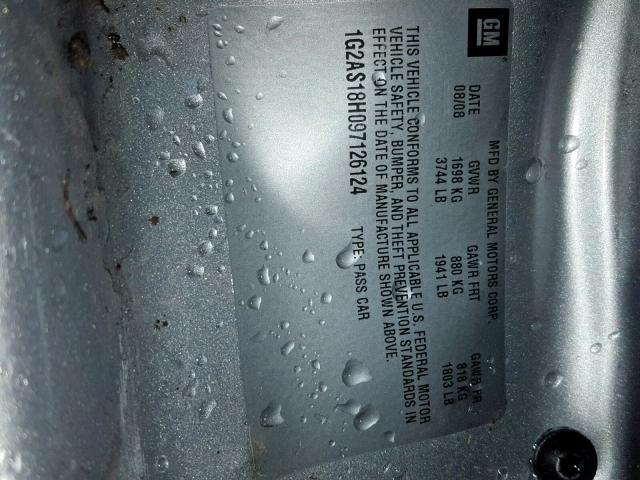 GM
MFD BY GENERAL MOTORS CORP.
DATE GVWR GAWR FRT GAWR RR
08/08 1698 KG 880 KG 818 KG
3744 LB 1941 LB 1803 LB
THIS VEHICLE CONFORMS TO ALL APPLICABLE U.S. FEDERAL MOTOR
VEHICLE SAFETY, BUMPER, AND THEFT PREVENTION STANDARDS IN
EFFECT ON THE DATE OF MANUFACTURE SHOWN ABOVE.
1G2AS18H097126124 TYPE: PASS CAR